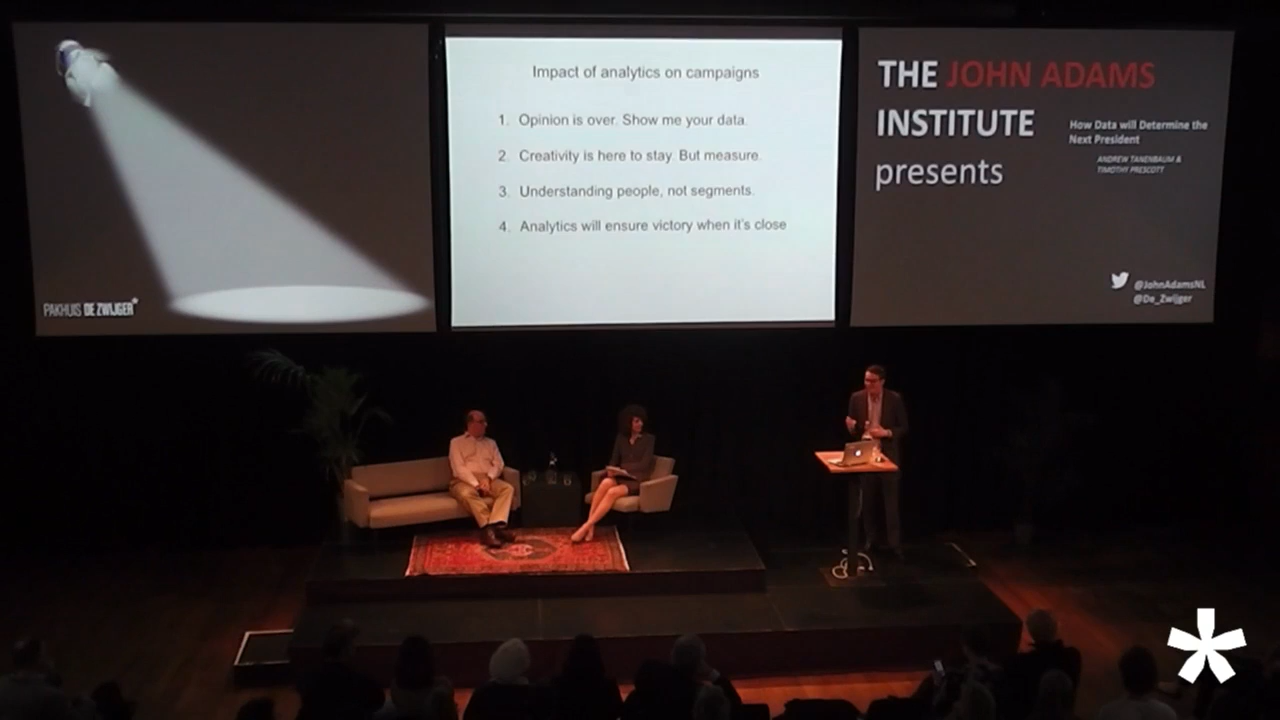 PAKHUIS DE ZWIJGER*
Impact of analytics on campaigns
1. Opinion is over. Show me your data.
2. Creativity is here to stay. But measure.
3. Understanding people, not segments.
4. Analytics will ensure victory when it's close
THE JOHN ADAMS
INSTITUTE
presents
How Data will Determine the
Next President
ANDREW TANENBAUM &
TIMOTHY PRESCOTT
@JohnAdamsNL
@De_Zwijger